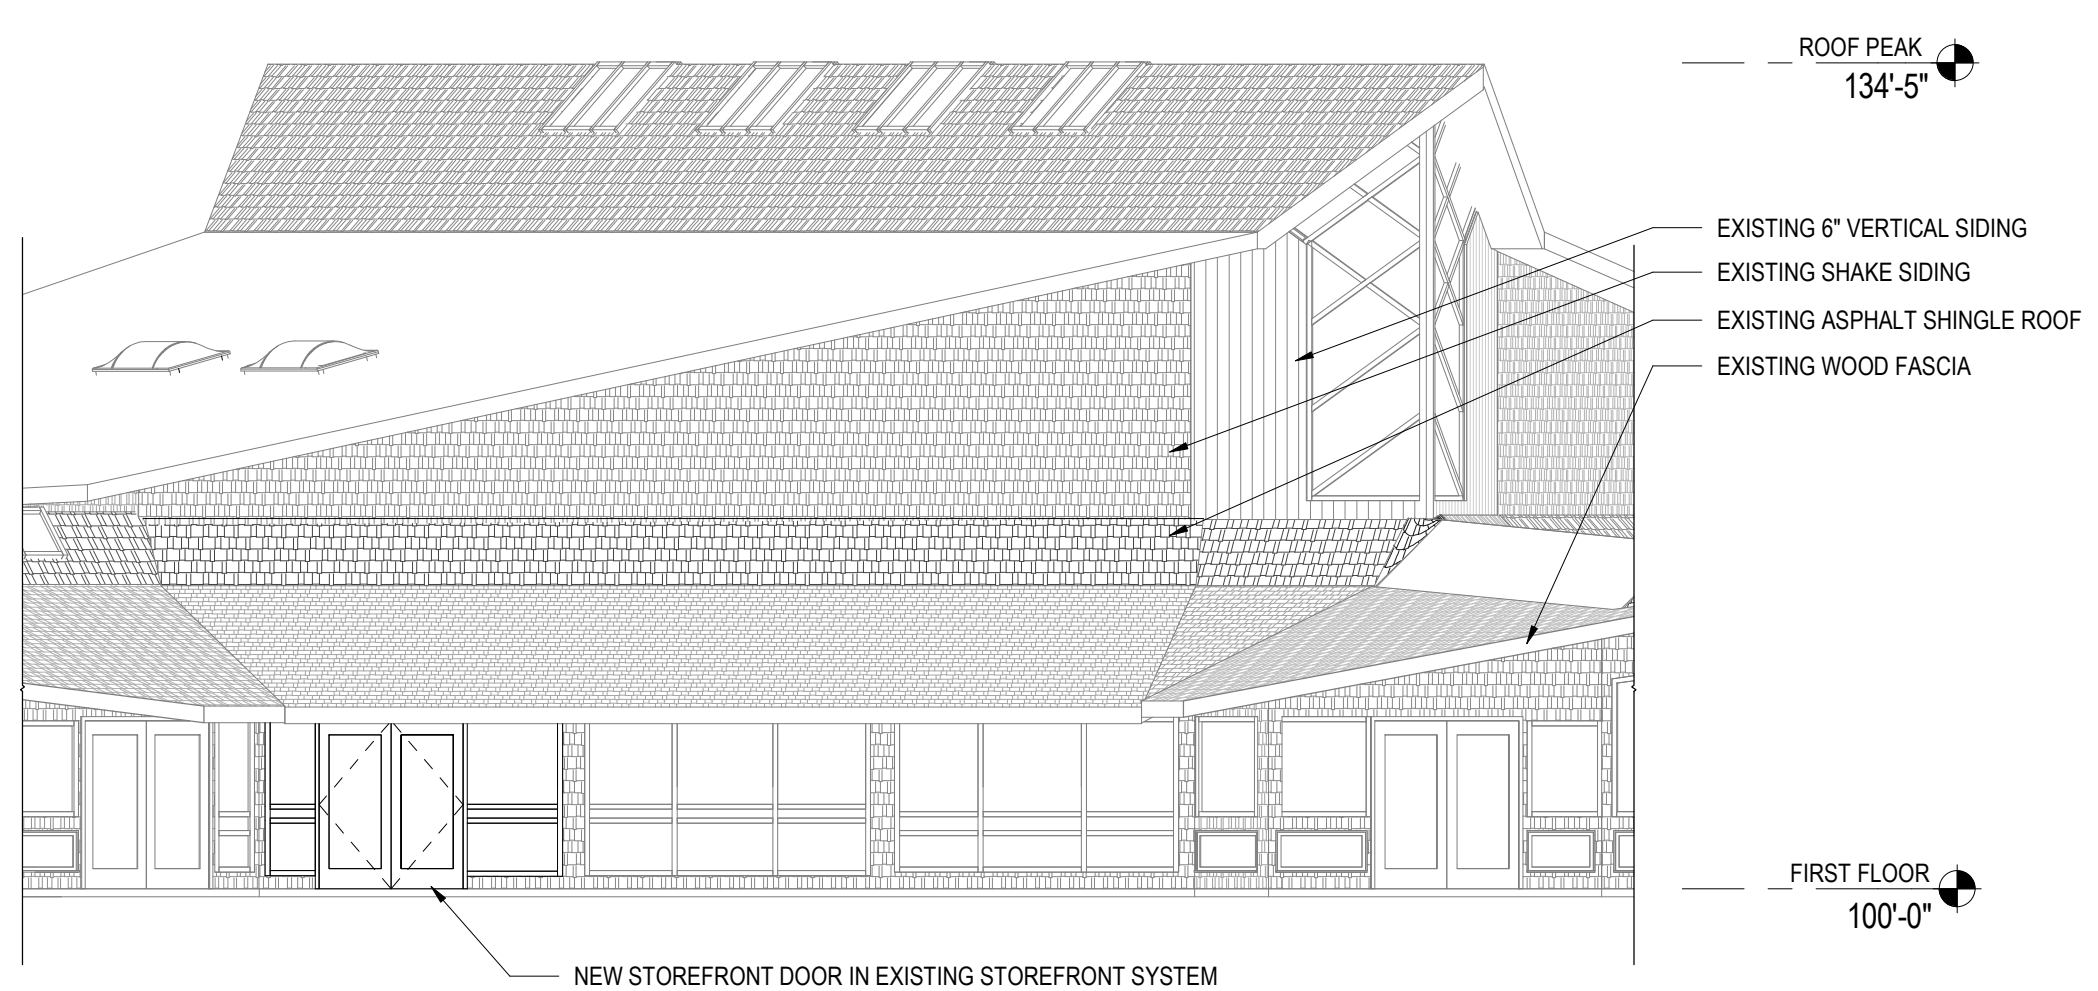 ROOF PEAK
134'-5"
EXISTING 6" VERTICAL SIDING
EXISTING SHAKE SIDING
EXISTING ASPHALT SHINGLE ROOF
EXISTING WOOD FASCIA
FIRST FLOOR
100'-0"
NEW STOREFRONT DOOR IN EXISTING STOREFRONT SYSTEM